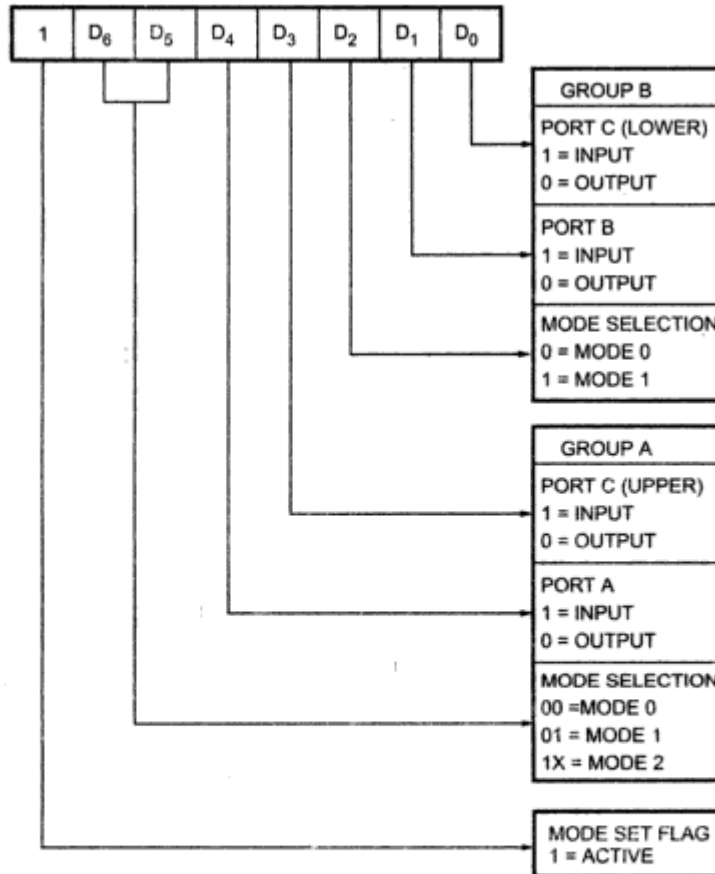 1 D₆ D₅ D₄ D₃ D₂ D₁ D₀
GROUP B
PORT C (LOWER)
1 = INPUT
0 = OUTPUT
PORT B
1 = INPUT
0 = OUTPUT
MODE SELECTION
0 = MODE 0
1 = MODE 1
GROUP A
PORT C (UPPER)
1 = INPUT
0 = OUTPUT
PORT A
1 = INPUT
0 = OUTPUT
MODE SELECTION
00 =MODE 0
01 = MODE 1
1X = MODE 2
MODE SET FLAG
1 = ACTIVE